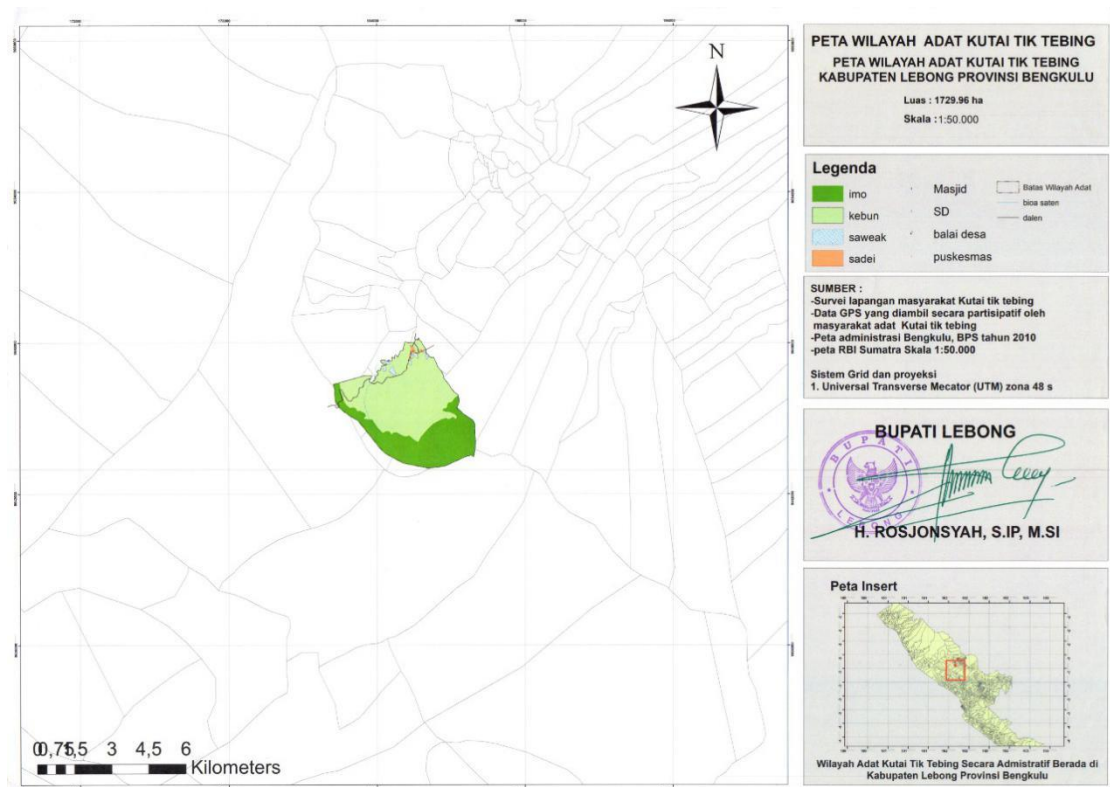 N
0 0,75 1,5 3 4,5 6
Kilometers
PETA WILAYAH ADAT KUTAI TIK TEBING
PETA WILAYAH ADAT KUTAI TIK TEBING
KABUPATEN LEBONG PROVINSI BENGKULU
Luas : 1729.96 ha
Skala : 1:50.000
Legenda
imo
kebun
saweak
sadei
Masjid
SD
balai desa
puskesmas
Batas Wilayah Adat
bioa saten
dalen
SUMBER :
-Survei lapangan masyarakat Kutai tik tebing
-Data GPS yang diambil secara partisipatif oleh
masyarakat adat Kutai tik tebing
-Peta administrasi Bengkulu, BPS tahun 2010
-peta RBI Sumatra Skala 1:50.000
Sistem Grid dan proyeksi
1. Universal Transverse Mecator (UTM) zona 48 s
BUPATI LEBONG
BUPATI
LEBONG
H. ROSJONSYAH, S.IP, M.SI
Peta Insert
Wilayah Adat Kutai Tik Tebing Secara Admistratif Berada di
Kabupaten Lebong Provinsi Bengkulu